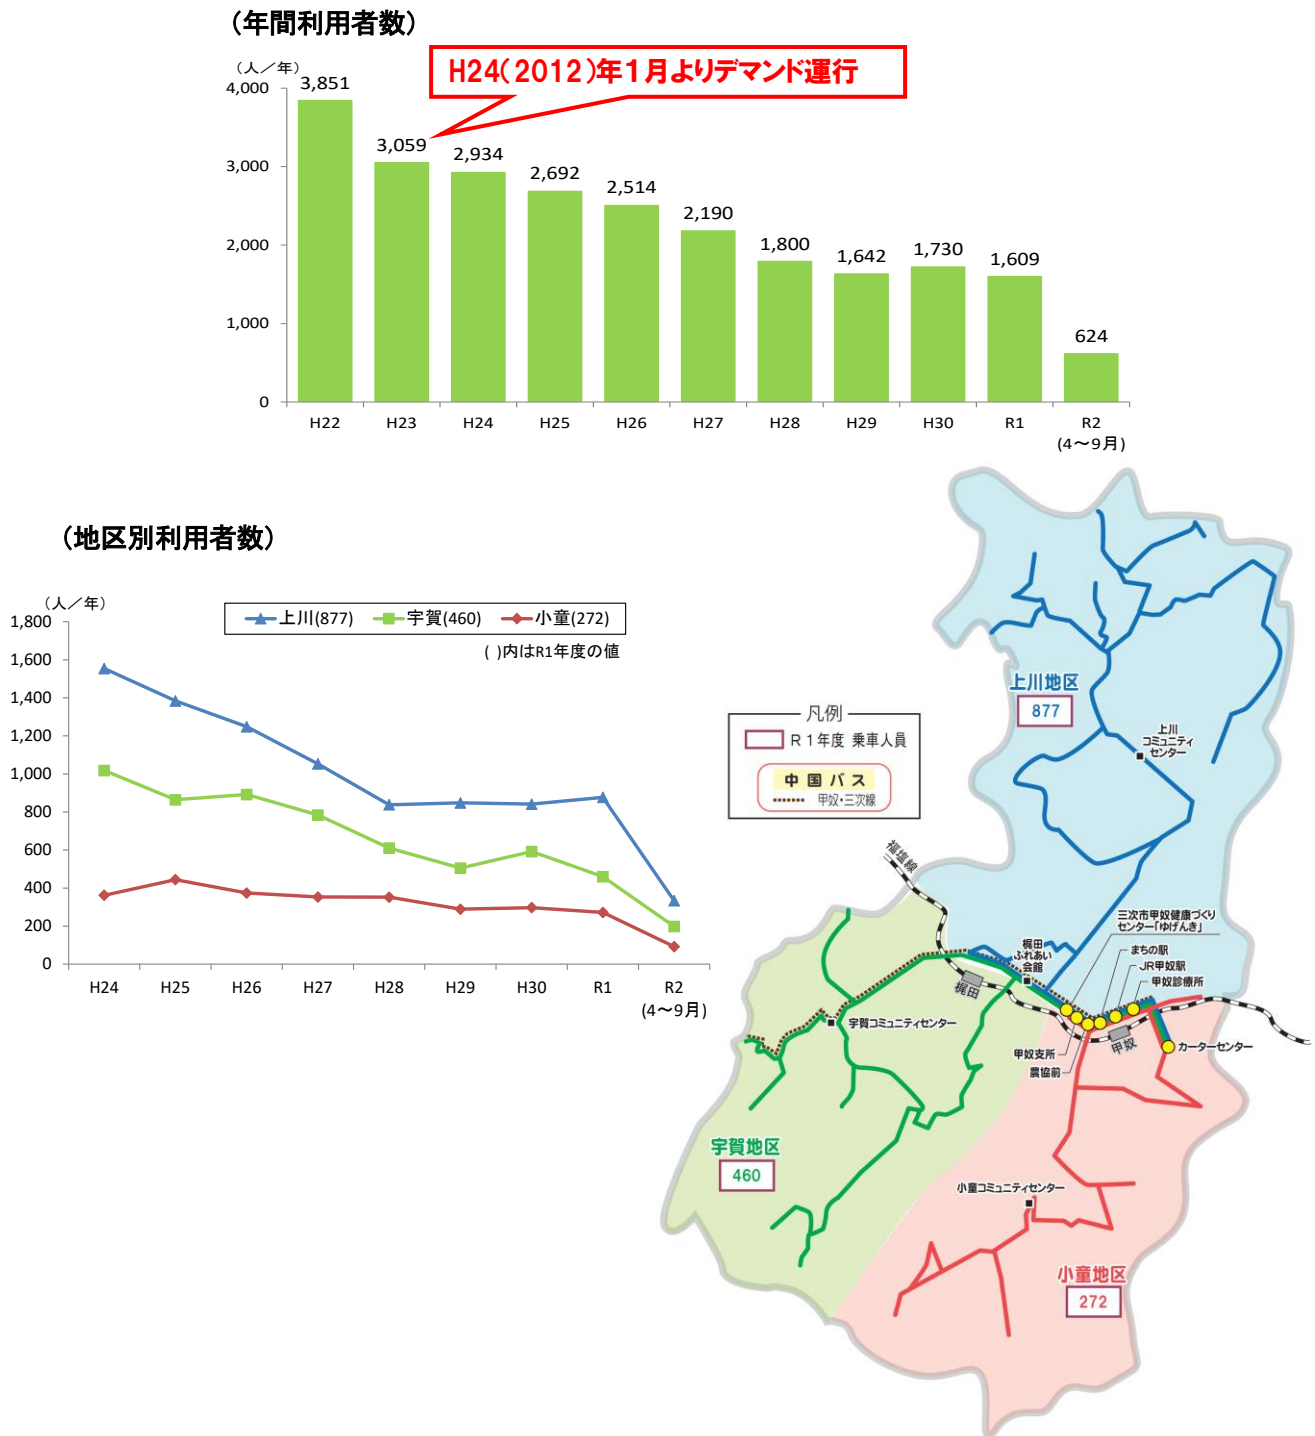 （年間利用者数）
（人／年）
H24（2012）年１月よりデマンド運行
4,000
3,000
2,000
1,000
0
3,851
3,059
2,934
2,692
2,514
2,190
1,800
1,642
1,730
1,609
624
H22
H23
H24
H25
H26
H27
H28
H29
H30
R1
R2
(4～9月)
（地区別利用者数）
（人／年）
上川(877)
宇賀(460)
小童(272)
( )内はR1年度の値
1,800
1,600
1,400
1,200
1,000
800
600
400
200
0
H24
H25
H26
H27
H28
H29
H30
R1
R2
(4～9月)
凡例
Ｒ１年度 乗車人員
中国バス
甲奴・三次線
上川地区
877
上川
コミュニティ
センター
福塩線
三次市甲奴健康づくり
センター「ゆげんき」
まちの駅
JR甲奴駅
甲奴診療所
梶田
ふれあい
会館
梶田
宇賀コミュニティセンター
甲奴支所
農協前
甲奴
カーターセンター
宇賀地区
460
小童コミュニティセンター
小童地区
272